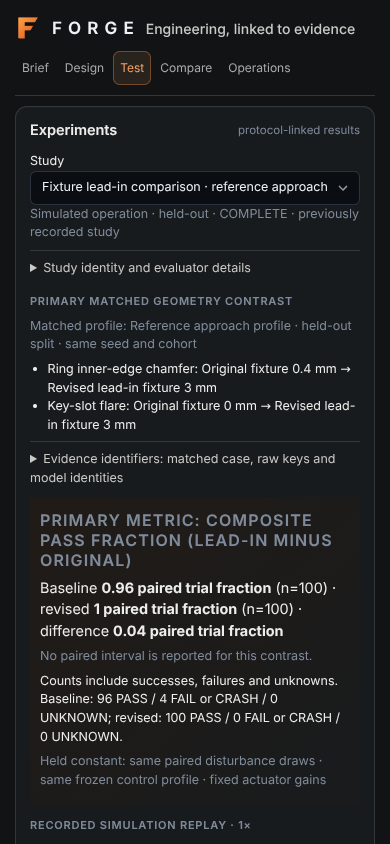 FORGE Engineering, linked to evidence
Brief Design Test Compare Operations
Experiments protocol-linked results
Study
Fixture lead-in comparison · reference approach
Simulated operation · held-out · COMPLETE · previously
recorded study
▶ Study identity and evaluator details
PRIMARY MATCHED GEOMETRY CONTRAST
Matched profile: Reference approach profile · held-out
split · same seed and cohort
• Ring inner-edge chamfer: Original fixture 0.4 mm →
Revised lead-in fixture 3 mm
• Key-slot flare: Original fixture 0 mm → Revised lead-
in fixture 3 mm
▶ Evidence identifiers: matched case, raw keys and
model identities
PRIMARY METRIC: COMPOSITE
PASS FRACTION (LEAD-IN MINUS
ORIGINAL)
Baseline 0.96 paired trial fraction (n=100) ·
revised 1 paired trial fraction (n=100) ·
difference 0.04 paired trial fraction
No paired interval is reported for this contrast.
Counts include successes, failures and unknowns.
Baseline: 96 PASS / 4 FAIL or CRASH / 0
UNKNOWN; revised: 100 PASS / 0 FAIL or CRASH /
0 UNKNOWN.
Held constant: same paired disturbance draws ·
same frozen control profile · fixed actuator gains
RECORDED SIMULATION REPLAY · 1×